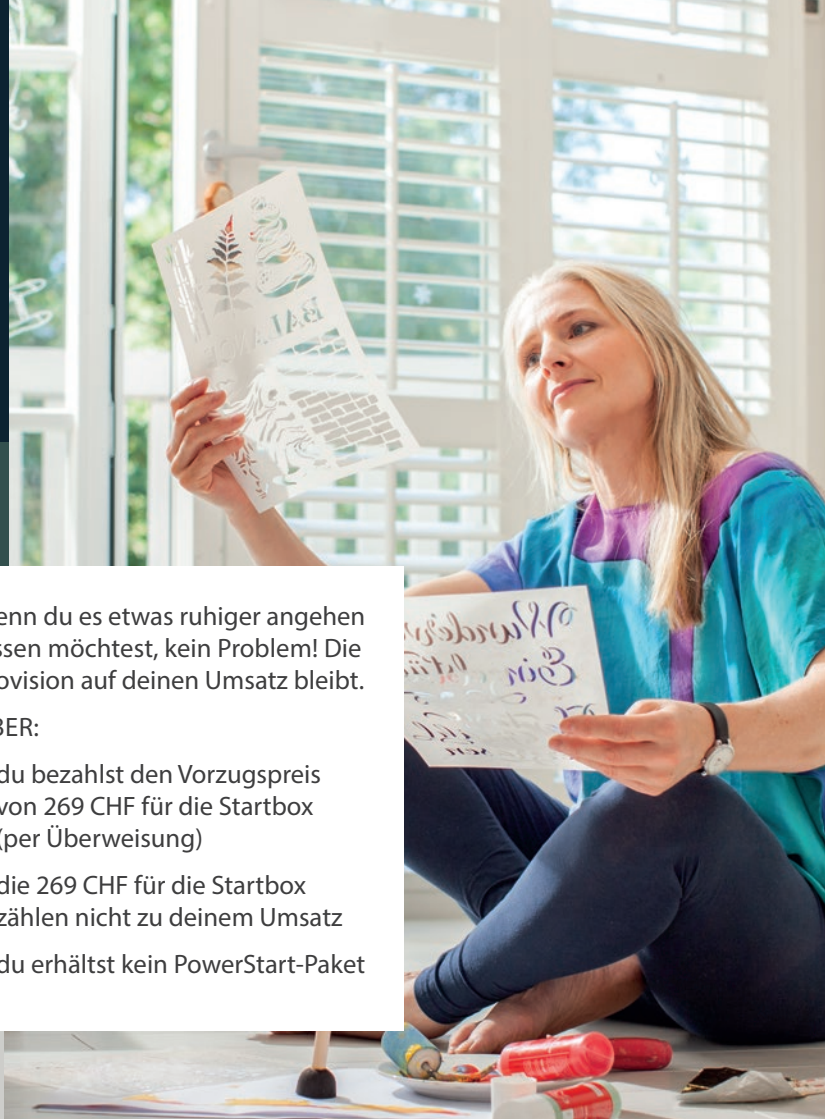 enn du es etwas ruhiger angehen
ssen möchtest, kein Problem! Die
ovision auf deinen Umsatz bleibt.
BER:
du bezahlst den Vorzugspreis
von 269 CHF für die Startbox
(per Überweisung)
die 269 CHF für die Startbox
zählen nicht zu deinem Umsatz
du erhältst kein PowerStart-Paket